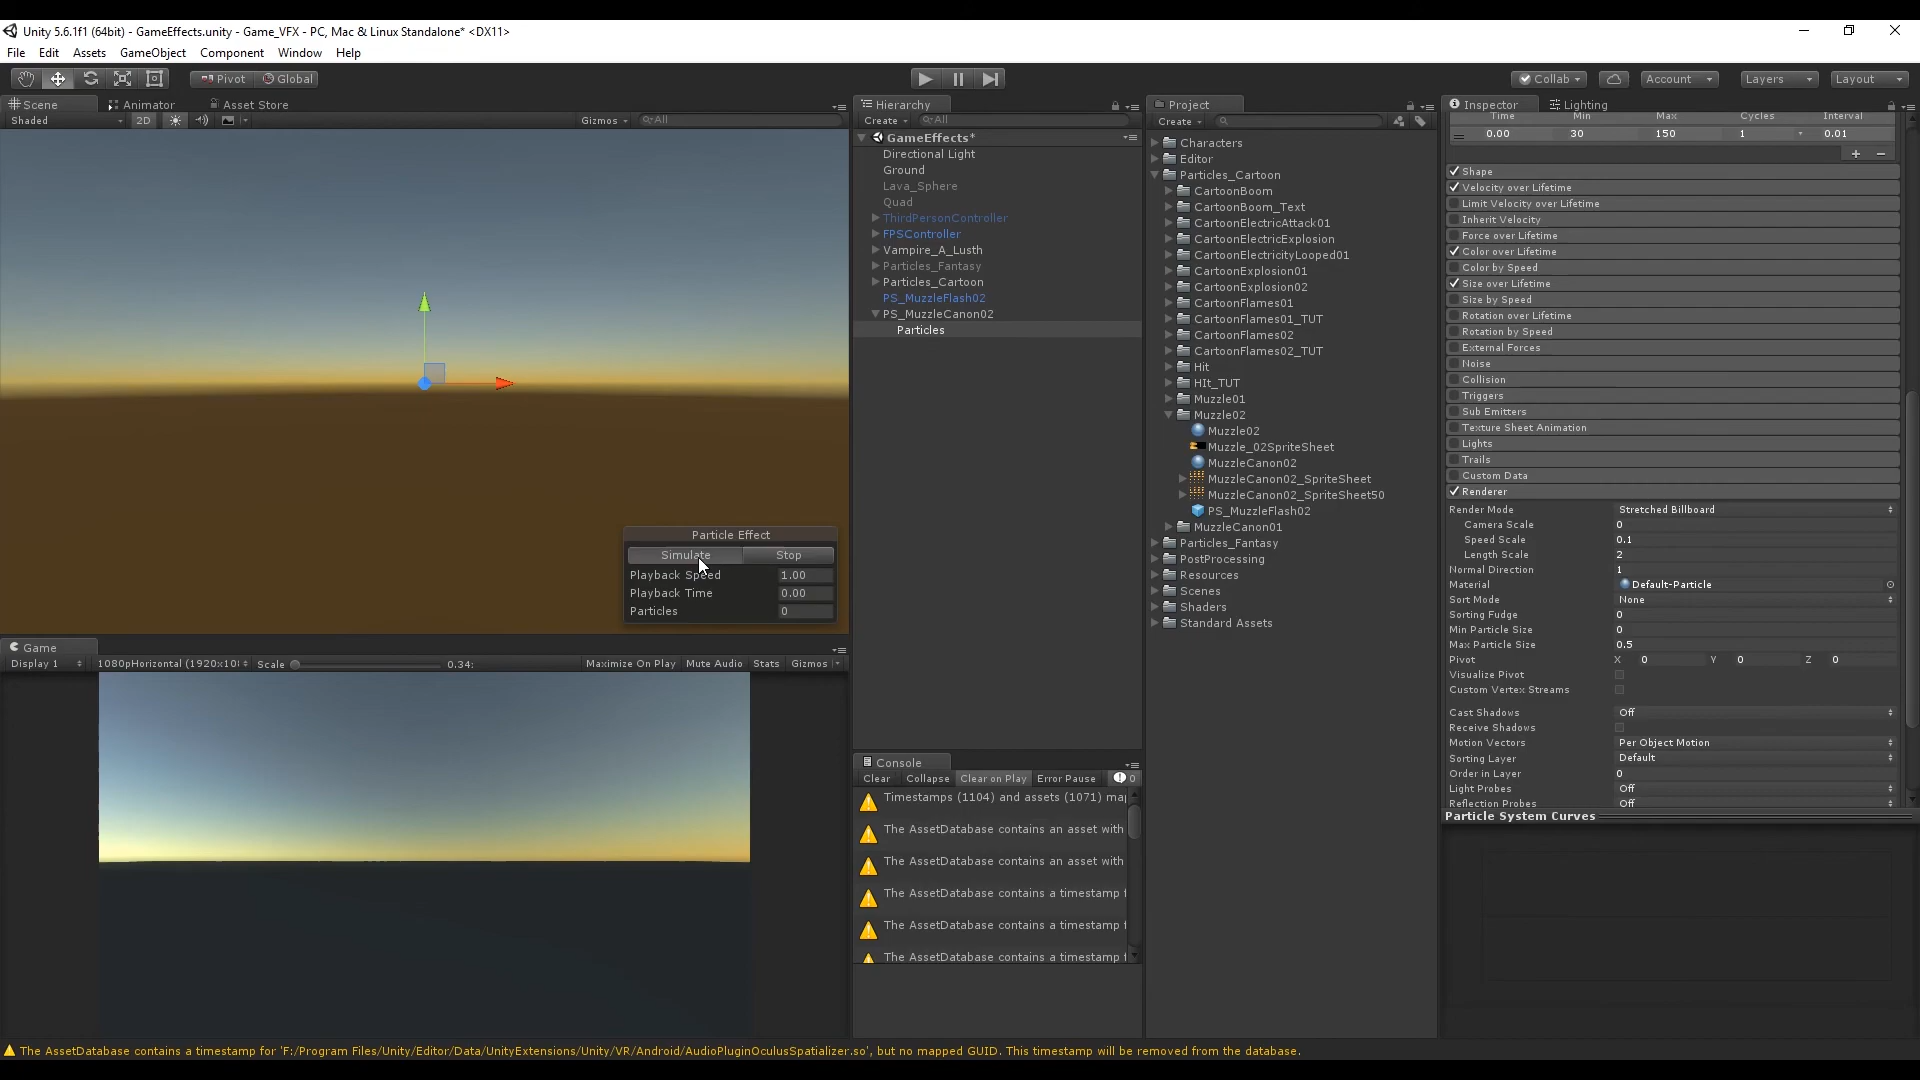 Unity 5.6.1f1 (64bit) - GameEffects.unity - Game_VFX - PC, Mac & Linux Standalone* <DX11>
File Edit Assets GameObject Component Window Help
Pivot Global Collab Account Layers Layout
Scene Animator Asset Store
Shaded 2D Gizmos All
Particle Effect
Simulate Stop
Playback Speed 1.00
Playback Time 0.00
Particles 0
Game
Display 1 1080pHorizontal (1920x10 Scale 0.34: Maximize On Play Mute Audio Stats Gizmos
Hierarchy
Create All
GameEffects*
Directional Light
Ground
Lava_Sphere
Quad
ThirdPersonController
FPSController
Vampire_A_Lusth
Particles_Fantasy
Particles_Cartoon
PS_MuzzleFlash02
PS_MuzzleCanon02
Particles
Console
Clear Collapse Clear on Play Error Pause 0
Timestamps (1104) and assets (1071) ma
The AssetDatabase contains an asset with
The AssetDatabase contains an asset with
The AssetDatabase contains a timestamp f
The AssetDatabase contains a timestamp f
The AssetDatabase contains a timestamp f
Project
Create
Characters
Editor
Particles_Cartoon
CartoonBoom
CartoonBoom_Text
CartoonElectricAttack01
CartoonElectricExplosion
CartoonElectricityLooped01
CartoonExplosion01
CartoonExplosion02
CartoonFlames01
CartoonFlames01_TUT
CartoonFlames02
CartoonFlames02_TUT
Hit
HIt_TUT
Muzzle01
Muzzle02
Muzzle02
Muzzle_02SpriteSheet
MuzzleCanon02
MuzzleCanon02_SpriteSheet
MuzzleCanon02_SpriteSheet50
PS_MuzzleFlash02
MuzzleCanon01
Particles_Fantasy
PostProcessing
Resources
Scenes
Shaders
Standard Assets
Inspector Lighting
Time Min Max Cycles Interval
0.00 30 150 1 0.01
Shape
Velocity over Lifetime
Limit Velocity over Lifetime
Inherit Velocity
Force over Lifetime
Color over Lifetime
Color by Speed
Size over Lifetime
Size by Speed
Rotation over Lifetime
Rotation by Speed
External Forces
Noise
Collision
Triggers
Sub Emitters
Texture Sheet Animation
Lights
Trails
Custom Data
Renderer
Render Mode Stretched Billboard
Camera Scale 0
Speed Scale 0.1
Length Scale 2
Normal Direction 1
Material Default-Particle
Sort Mode None
Sorting Fudge 0
Min Particle Size 0
Max Particle Size 0.5
Pivot X 0 Y 0 Z 0
Visualize Pivot
Custom Vertex Streams
Cast Shadows Off
Receive Shadows
Motion Vectors Per Object Motion
Sorting Layer Default
Order in Layer 0
Light Probes Off
Reflection Probes Off
Particle System Curves
The AssetDatabase contains a timestamp for 'F:/Program Files/Unity/Editor/Data/UnityExtensions/Unity/VR/Android/AudioPluginOculusSpatializer.so', but no mapped GUID. This timestamp will be removed from the database.